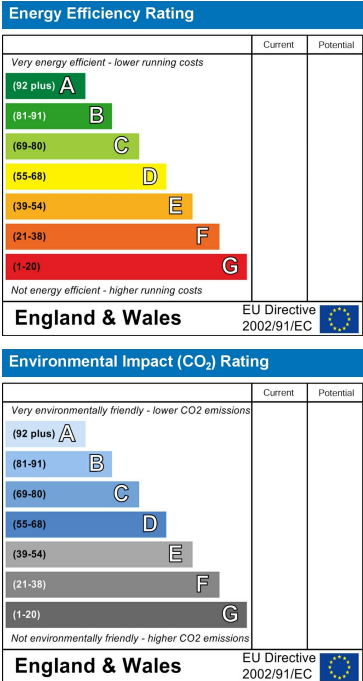 Energy Efficiency Rating
Current Potential
Very energy efficient - lower running costs
(92 plus) A
(81-91) B
(69-80) C
(55-68) D
(39-54) E
(21-38) F
(1-20) G
Not energy efficient - higher running costs
England & Wales EU Directive 2002/91/EC
Environmental Impact (CO₂) Rating
Current Potential
Very environmentally friendly - lower CO2 emissions
(92 plus) A
(81-91) B
(69-80) C
(55-68) D
(39-54) E
(21-38) F
(1-20) G
Not environmentally friendly - higher CO2 emissions
England & Wales EU Directive 2002/91/EC